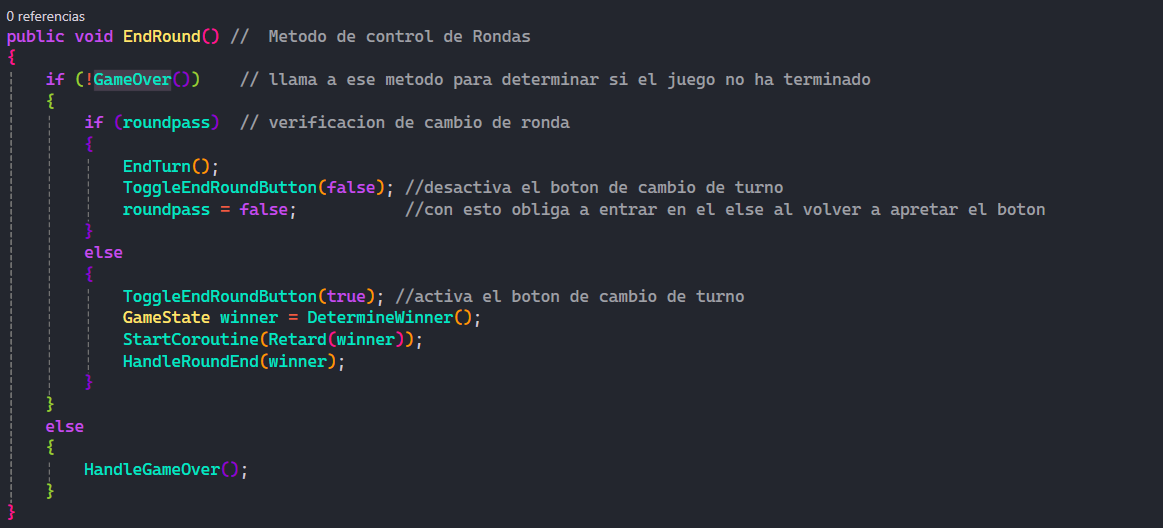 0 referencias
public void EndRound() //  Metodo de control de Rondas
{
    if (!GameOver())    // llama a ese metodo para determinar si el juego no ha terminado
    {
        if (roundpass)  // verificacion de cambio de ronda
        {
            EndTurn();
            ToggleEndRoundButton(false); //desactiva el boton de cambio de turno
            roundpass = false;           //con esto obliga a entrar en el else al volver a apretar el boton
        }
        else
        {
            ToggleEndRoundButton(true); //activa el boton de cambio de turno
            GameState winner = DetermineWinner();
            StartCoroutine(Retard(winner));
            HandleRoundEnd(winner);
        }
    }
    else
    {
        HandleGameOver();
    }
}